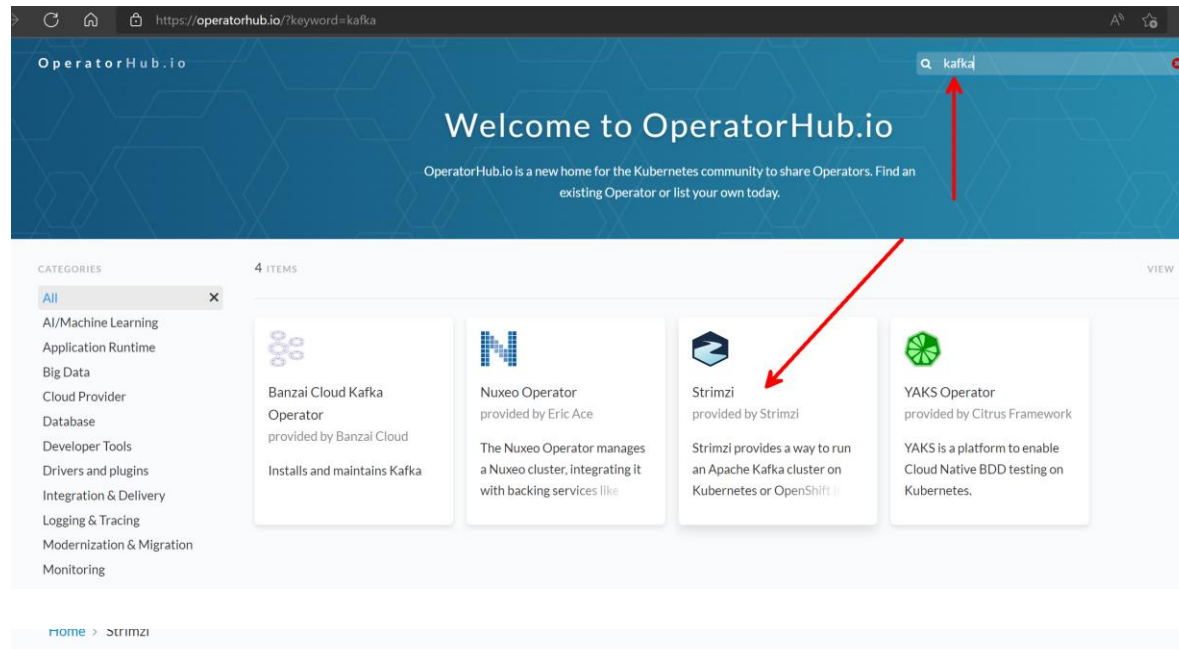 https://operatorhub.io/?keyword=kafka
OperatorHub.io
kafka
Welcome to OperatorHub.io
OperatorHub.io is a new home for the Kubernetes community to share Operators. Find an
existing Operator or list your own today.
CATEGORIES
4 ITEMS
VIEW
All
AI/Machine Learning
Application Runtime
Big Data
Cloud Provider
Database
Developer Tools
Drivers and plugins
Integration & Delivery
Logging & Tracing
Modernization & Migration
Monitoring
Banzai Cloud Kafka
Operator
provided by Banzai Cloud
Installs and maintains Kafka
Nuxeo Operator
provided by Eric Ace
The Nuxeo Operator manages
a Nuxeo cluster, integrating it
with backing services like
Strimzi
provided by Strimzi
Strimzi provides a way to run
an Apache Kafka cluster on
Kubernetes or OpenShift in
YAKS Operator
provided by Citrus Framework
YAKS is a platform to enable
Cloud Native BDD testing on
Kubernetes.
Home > Strimzi